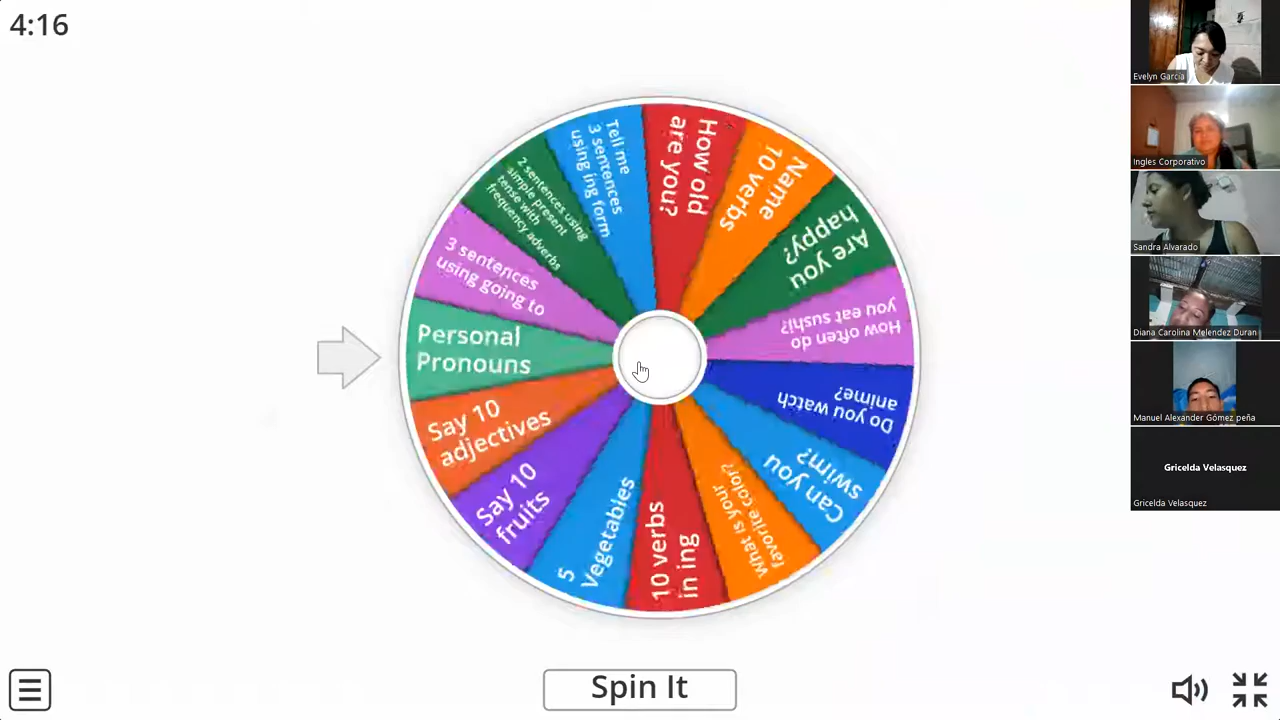 4:16
How old
are you?
Name
10 verbs
Are you
happy?
How often do
you eat sushi?
Do you watch
anime?
Can you
swim?
What is your
favorite color?
10 verbs
in ing
5
Vegetables
Say 10
fruits
Say 10
adjectives
Personal
Pronouns
3 sentences
using going to
2 sentences using
simple present
tense with
frequency adverbs
Tell me
3 sentences
using ing form
Spin It
Evelyn Garcia
Ingles Corporativo
Sandra Alvarado
Diana Carolina Melendez Duran
Manuel Alexander Gómez peña
Gricelda Velasquez
Gricelda Velasquez